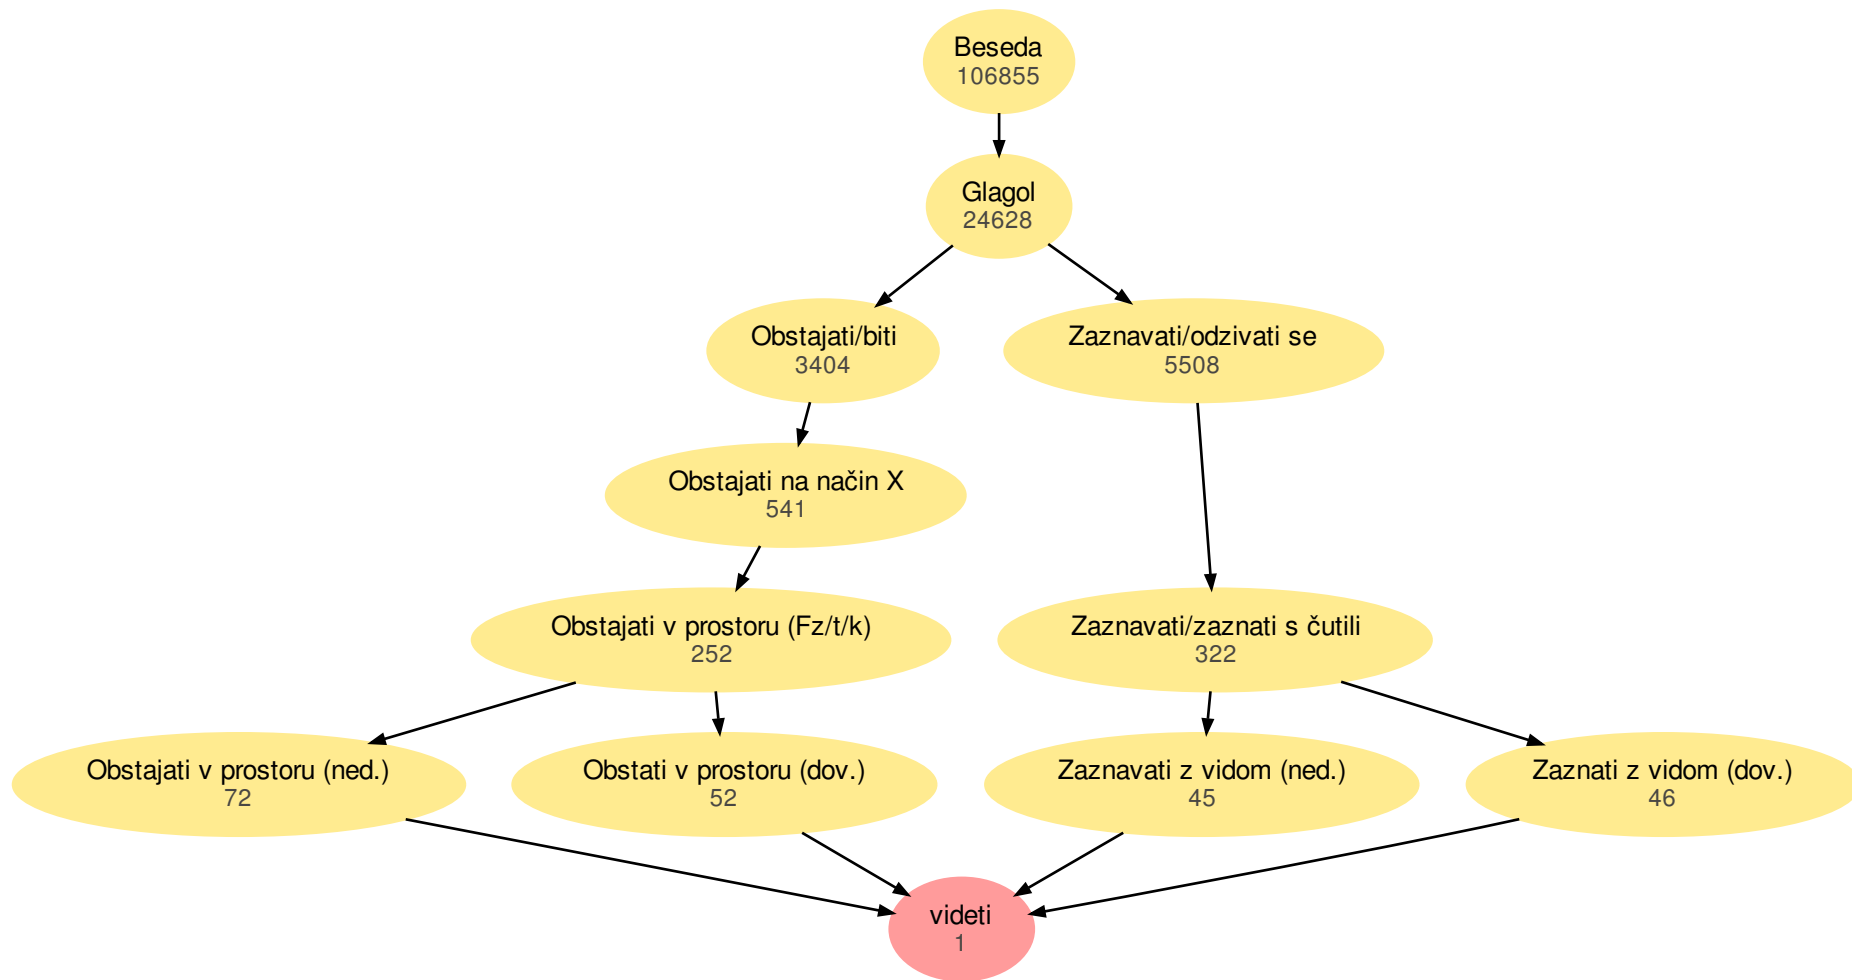 Beseda
106855
Glagol
24628
Obstajati/biti
3404
Zaznavati/odzivati se
5508
Obstajati na način X
541
Obstajati v prostoru (Fz/t/k)
252
Zaznavati/zaznati s čutili
322
Obstajati v prostoru (ned.)
72
Obstati v prostoru (dov.)
52
Zaznavati z vidom (ned.)
45
Zaznati z vidom (dov.)
46
videti
1